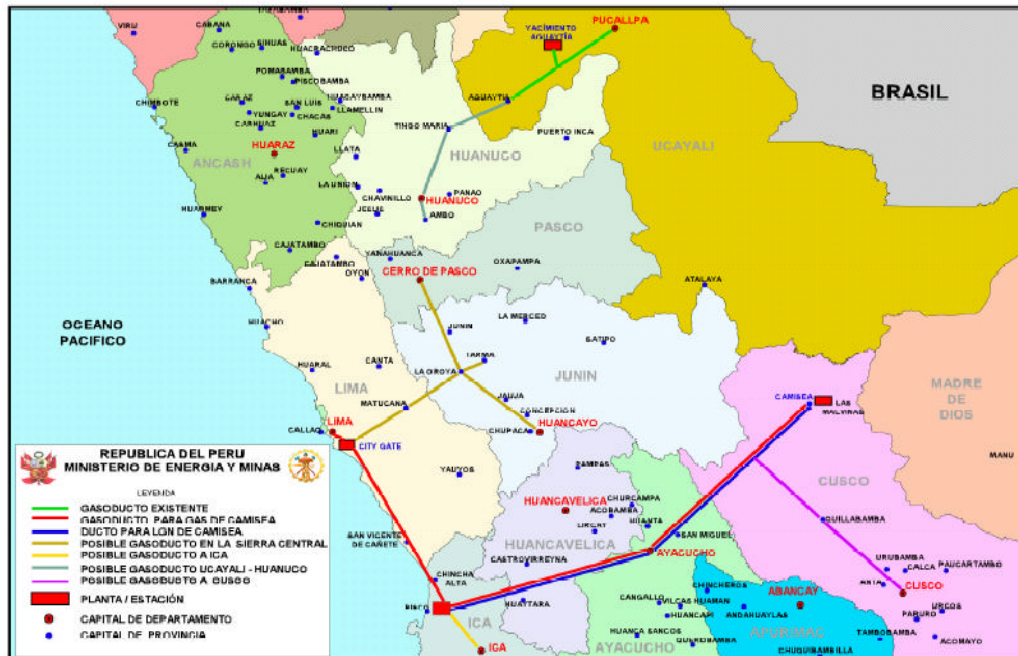 VIRU
CABANA
CORONGO
SIHUAS
HUACRACHUCO
POMABAMBA
PISCOBAMBA
CHIMBOTE
SAN LUIS
LLAMELLIN
YUNGAY
CHACAS
CARHUAZ
HUARI
CASMA
HUARAZ
ANCASH
RECUAY
AIJA
HUARMEY
CHIQUIAN
CAJATAMBO
CAJATAMBO
OYON
BARRANCA
HUACHO
HUARAL
CANTA
LIMA
MATUCANA
LIMA
CALLAO
CITY GATE
YAUYOS
SAN VICENTE
DE CAÑETE
OCEANO
PACIFICO
PUCALLPA
YACIMIENTO
AGUAYTIA
AGUAYTIA
TINGO MARIA
PUERTO INCA
HUANUCO
LLATA
LA UNION
CHAVINILLO
PANAO
HUANUCO
JESUS
AMBO
UCAYALI
BRASIL
PASCO
YANAHUANCA
CERRO DE PASCO
OXAPAMPA
ATALAYA
JUNIN
LA MERCED
SATIPO
TARMA
LA OROYA
JUNIN
JAUJA
CONCEPCION
CHUPACA
HUANCAYO
CAMISEA
LAS
MALVINAS
MADRE
DE
DIOS
MANU
CUSCO
PAMPAS
HUANCAVELICA
CHURCAMPA
ACOBAMBA
LIRCAY
HUANTA
HUANCAVELICA
SAN MIGUEL
AYACUCHO
CASTROVIRREYNA
QUILLABAMBA
URUBAMBA
CALCA
PAUCARTAMBO
ANTA
CUSCO
PARURO
URCOS
ACOMAYO
TAMBOBAMBA
CHINCHA
ALTA
PISCO
HUAYTARA
ICA
ICA
CANGALLO
VILCAS HUAMAN
HUANCAPI
HUANCA SANCOS
QUEROBAMBA
AYACUCHO
CHINCHEROS
ANDAHUAYLAS
ABANCAY
APURIMAC
CHUQUIBAMBILLA
REPUBLICA DEL PERU
MINISTERIO DE ENERGIA Y MINAS
LEYENDA
GASODUCTO EXISTENTE
GASODUCTO PARA GAS DE CAMISEA
DUCTO PARA LGN DE CAMISEA
POSIBLE GASODUCTO EN LA SIERRA CENTRAL
POSIBLE GASODUCTO A ICA
POSIBLE GASODUCTO UCAYALI - HUANUCO
POSIBLE GASODUCTO A CUSCO
PLANTA / ESTACIÓN
CAPITAL DE DEPARTAMENTO
CAPITAL DE PROVINCIA